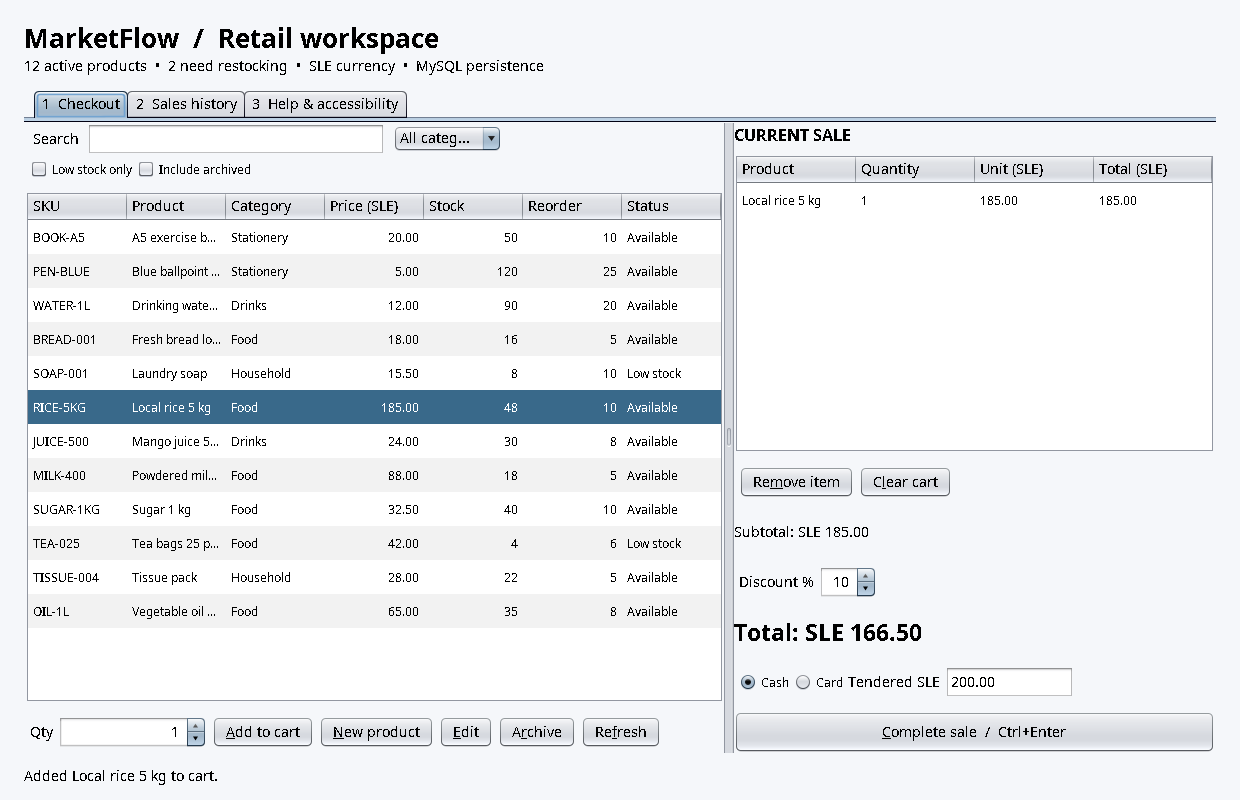 MarketFlow / Retail workspace
12 active products • 2 need restocking • SLE currency • MySQL persistence
1 Checkout 2 Sales history 3 Help & accessibility
Search All categ...
Low stock only Include archived
SKU Product Category Price (SLE) Stock Reorder Status
BOOK-A5 A5 exercise b... Stationery 20.00 50 10 Available
PEN-BLUE Blue ballpoint ... Stationery 5.00 120 25 Available
WATER-1L Drinking wate... Drinks 12.00 90 20 Available
BREAD-001 Fresh bread lo... Food 18.00 16 5 Available
SOAP-001 Laundry soap Household 15.50 8 10 Low stock
RICE-5KG Local rice 5 kg Food 185.00 48 10 Available
JUICE-500 Mango juice 5... Drinks 24.00 30 8 Available
MILK-400 Powdered mil... Food 88.00 18 5 Available
SUGAR-1KG Sugar 1 kg Food 32.50 40 10 Available
TEA-025 Tea bags 25 p... Food 42.00 4 6 Low stock
TISSUE-004 Tissue pack Household 28.00 22 5 Available
OIL-1L Vegetable oil ... Food 65.00 35 8 Available
Qty 1 Add to cart New product Edit Archive Refresh
CURRENT SALE
Product Quantity Unit (SLE) Total (SLE)
Local rice 5 kg 1 185.00 185.00
Remove item Clear cart
Subtotal: SLE 185.00
Discount % 10
Total: SLE 166.50
Cash Card Tendered SLE 200.00
Complete sale / Ctrl+Enter
Added Local rice 5 kg to cart.